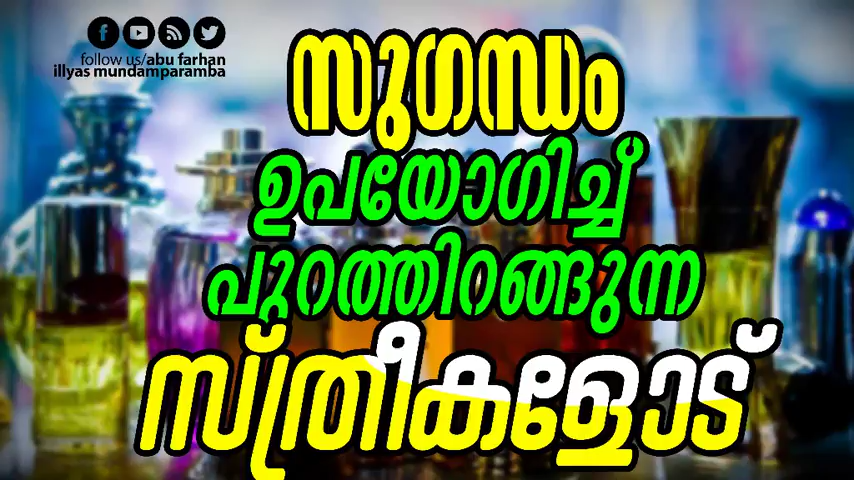 follow us/abu farhan
illyas mundamparamba
സുഗന്ധം
ഉപയോഗിച്ച്
പുറത്തിറങ്ങുന്ന
സ്ത്രീകളോട്